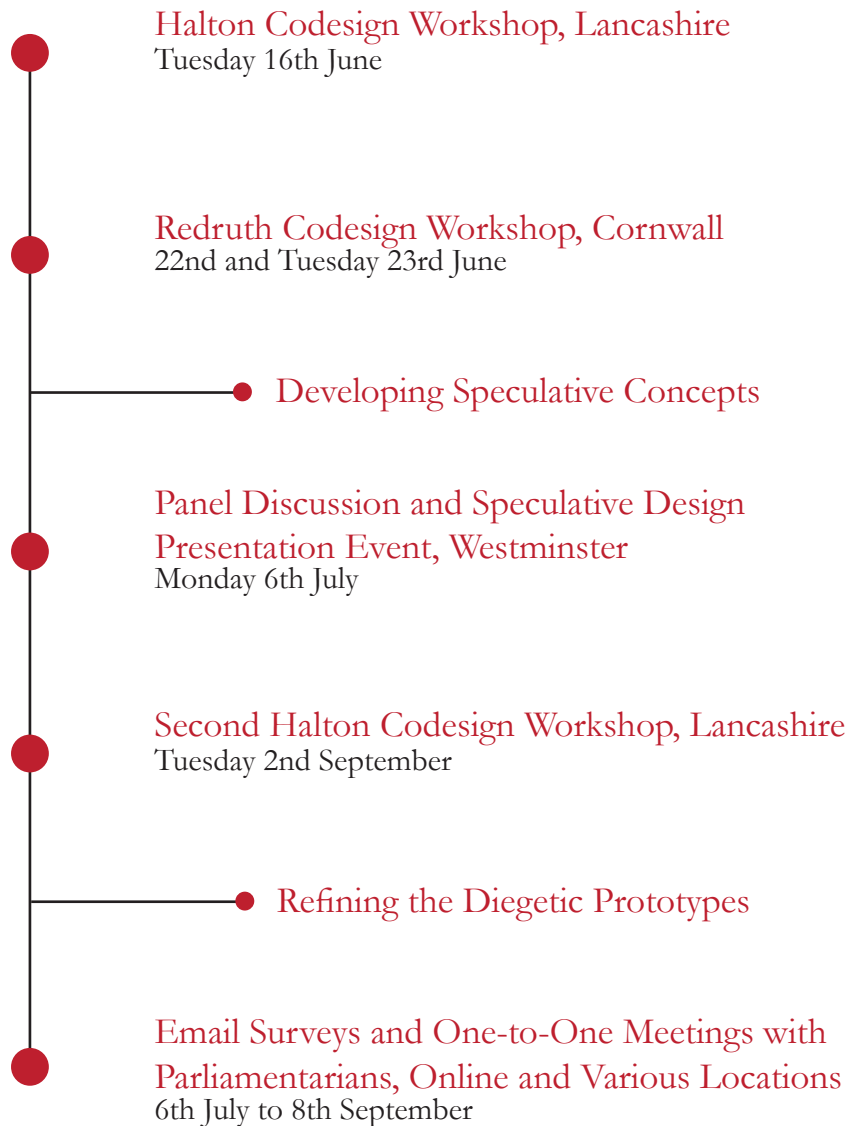 Halton Codesign Workshop, Lancashire
Tuesday 16th June
Redruth Codesign Workshop, Cornwall
22nd and Tuesday 23rd June
Developing Speculative Concepts
Panel Discussion and Speculative Design
Presentation Event, Westminster
Monday 6th July
Second Halton Codesign Workshop, Lancashire
Tuesday 2nd September
Refining the Diegetic Prototypes
Email Surveys and One-to-One Meetings with
Parliamentarians, Online and Various Locations
6th July to 8th September